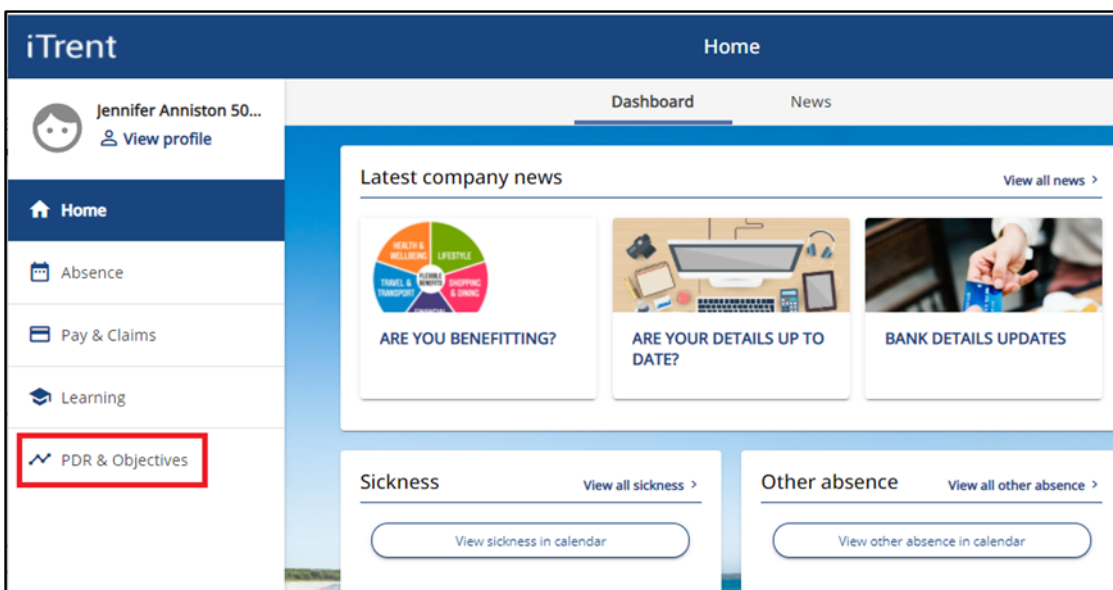 iTrent
Home
Jennifer Anniston 50...
View profile
Dashboard
News
Home
Absence
Pay & Claims
Learning
PDR & Objectives
Latest company news
View all news >
HEALTH &
WELLBEING
LIFESTYLE
TRAVEL &
TRANSPORT
FLEXIBLE
BENEFITS
SHOPPING
& DINING
FINANCIAL
ARE YOU BENEFITTING?
ARE YOUR DETAILS UP TO
DATE?
BANK DETAILS UPDATES
Sickness
View all sickness >
View sickness in calendar
Other absence
View all other absence >
View other absence in calendar